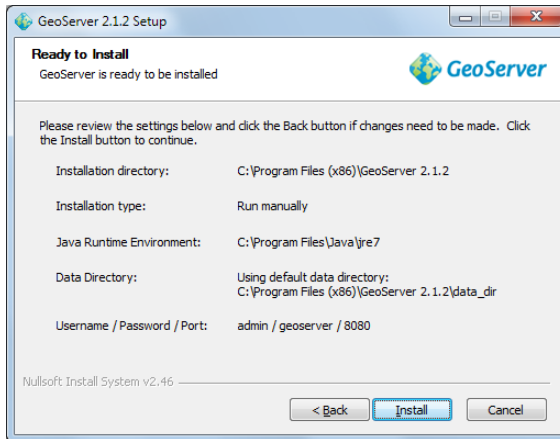 GeoServer 2.1.2 Setup
Ready to Install
GeoServer is ready to be installed
GeoServer
Please review the settings below and click the Back button if changes need to be made. Click
the Install button to continue.
Installation directory: C:\Program Files (x86)\GeoServer 2.1.2
Installation type: Run manually
Java Runtime Environment: C:\Program Files\Java\jre7
Data Directory: Using default data directory:
C:\Program Files (x86)\GeoServer 2.1.2\data_dir
Username / Password / Port: admin / geoserver / 8080
Nullsoft Install System v2.46
< Back Install Cancel